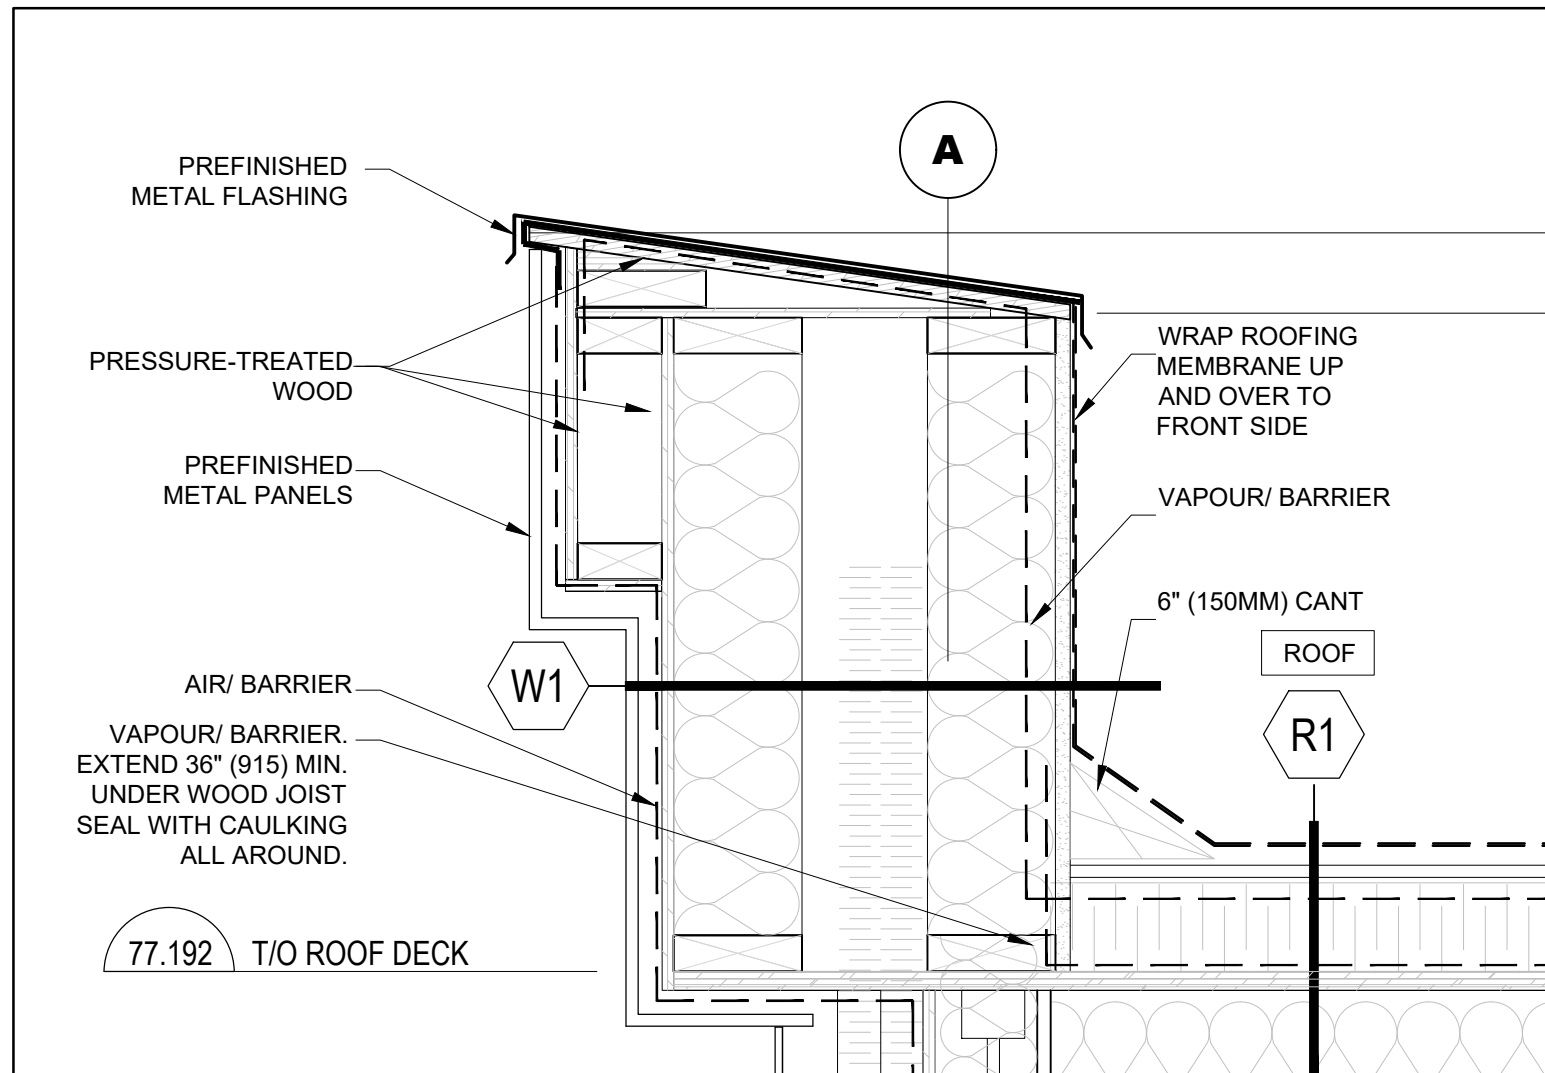 A
PREFINISHED
METAL FLASHING
PRESSURE-TREATED
WOOD
PREFINISHED
METAL PANELS
WRAP ROOFING
MEMBRANE UP
AND OVER TO
FRONT SIDE
VAPOUR/ BARRIER
6" (150MM) CANT
ROOF
W1
R1
AIR/ BARRIER
VAPOUR/ BARRIER.
EXTEND 36" (915) MIN.
UNDER WOOD JOIST
SEAL WITH CAULKING
ALL AROUND.
77.192 T/O ROOF DECK